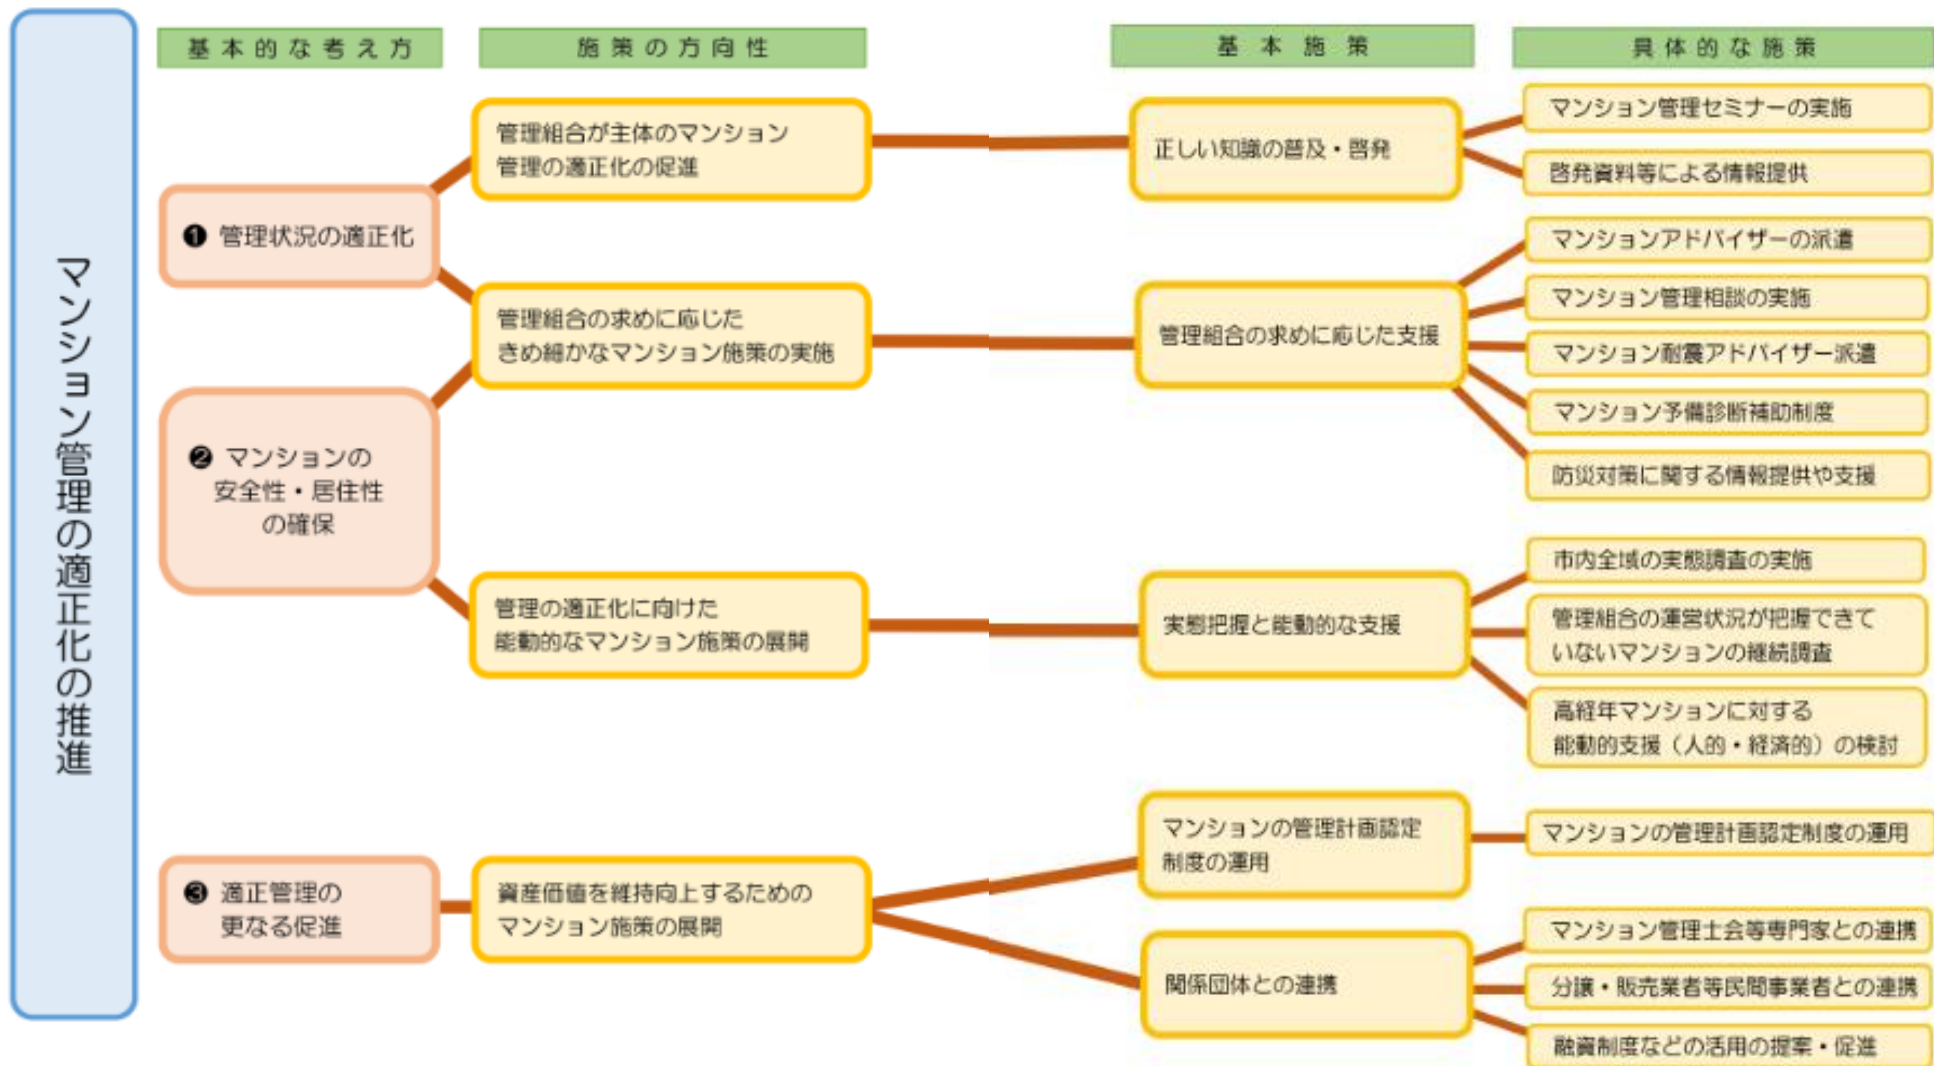 マンション管理の適正化の推進
基本的な考え方
施策の方向性
基本施策
具体的な施策
❶ 管理状況の適正化
❷ マンションの
安全性・居住性
の確保
❸ 適正管理の
更なる促進
管理組合が主体のマンション
管理の適正化の促進
管理組合の求めに応じた
きめ細かなマンション施策の実施
管理の適正化に向けた
能動的なマンション施策の展開
資産価値を維持向上するための
マンション施策の展開
正しい知識の普及・啓発
管理組合の求めに応じた支援
実態把握と能動的な支援
マンションの管理計画認定
制度の運用
関係団体との連携
マンション管理セミナーの実施
啓発資料等による情報提供
マンションアドバイザーの派遣
マンション管理相談の実施
マンション耐震アドバイザー派遣
マンション予備診断補助制度
防災対策に関する情報提供や支援
市内全域の実態調査の実施
管理組合の運営状況が把握できて
いないマンションの継続調査
高経年マンションに対する
能動的支援（人的・経済的）の検討
マンションの管理計画認定制度の運用
マンション管理士会等専門家との連携
分譲・販売業者等民間事業者との連携
融資制度などの活用の提案・促進